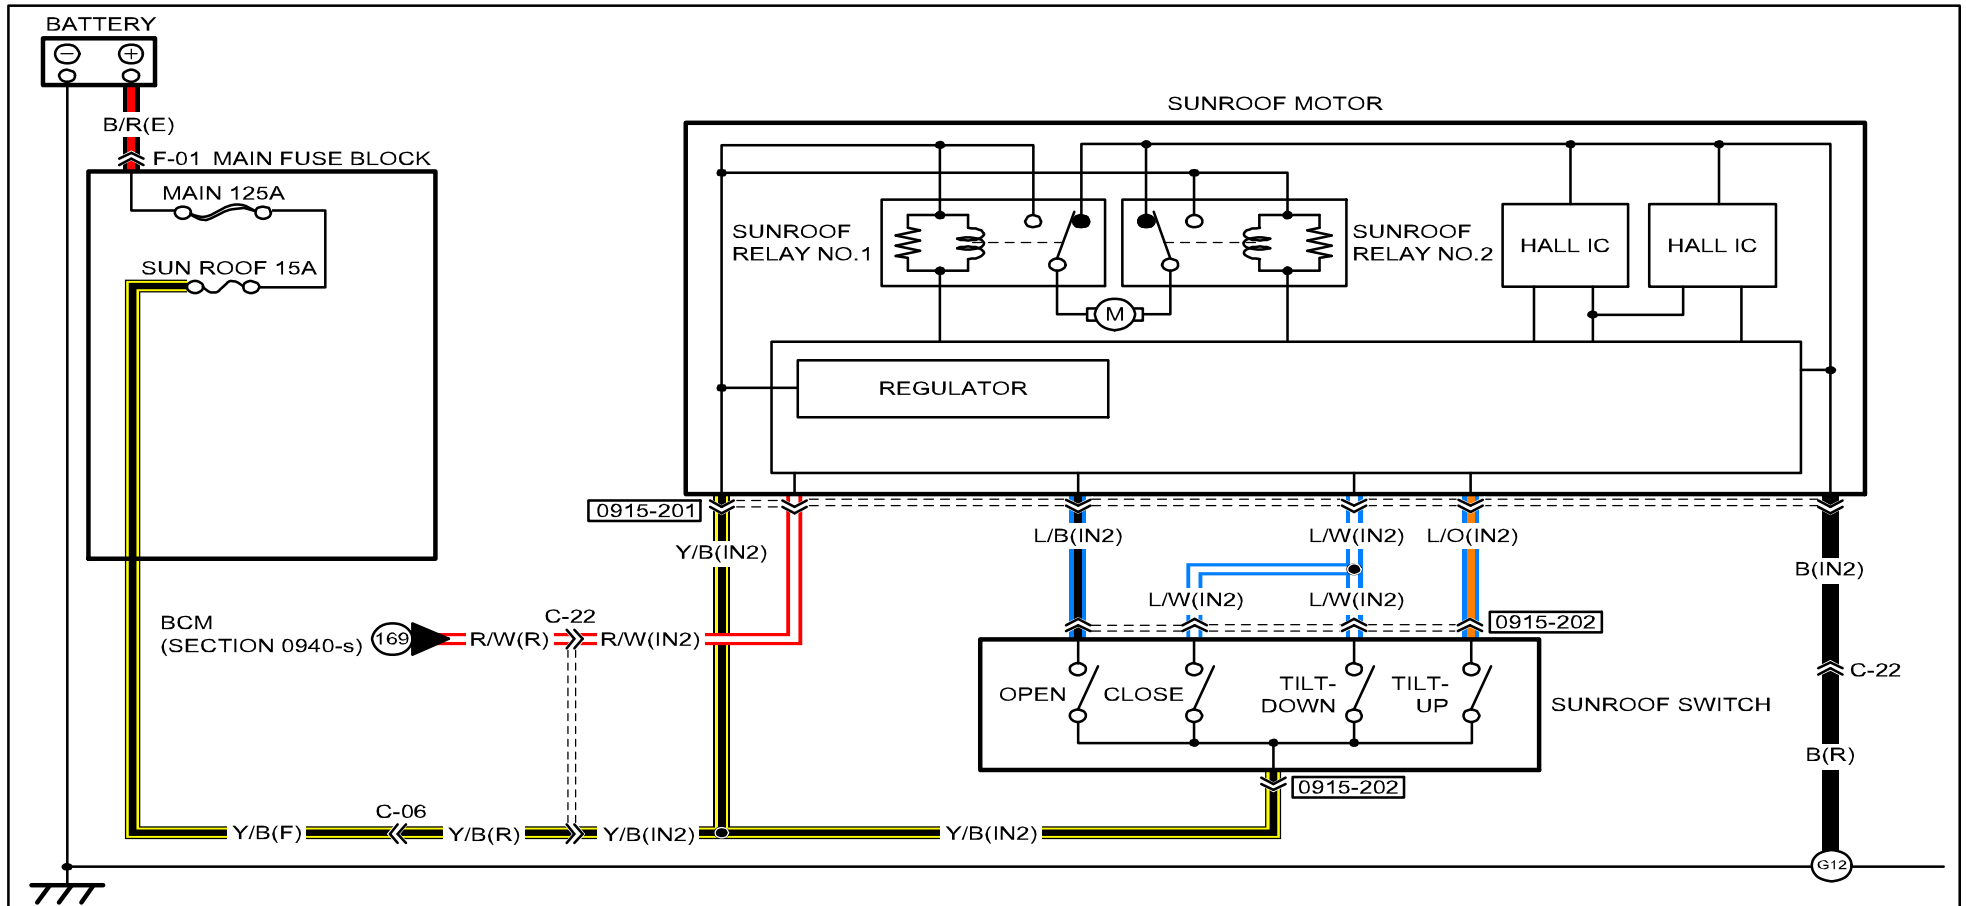 BATTERY
B/R(E)
F-01 MAIN FUSE BLOCK
MAIN 125A
SUN ROOF 15A
SUNROOF MOTOR
SUNROOF
RELAY NO.1
SUNROOF
RELAY NO.2
HALL IC
HALL IC
M
REGULATOR
0915-201
Y/B(IN2)
L/B(IN2)
L/W(IN2)
L/O(IN2)
B(IN2)
L/W(IN2)
L/W(IN2)
0915-202
BCM
(SECTION 0940-s)
169
R/W(R)
C-22
R/W(IN2)
OPEN
CLOSE
TILT-
DOWN
TILT-
UP
SUNROOF SWITCH
C-22
B(R)
0915-202
C-06
Y/B(F)
Y/B(R)
Y/B(IN2)
Y/B(IN2)
G12